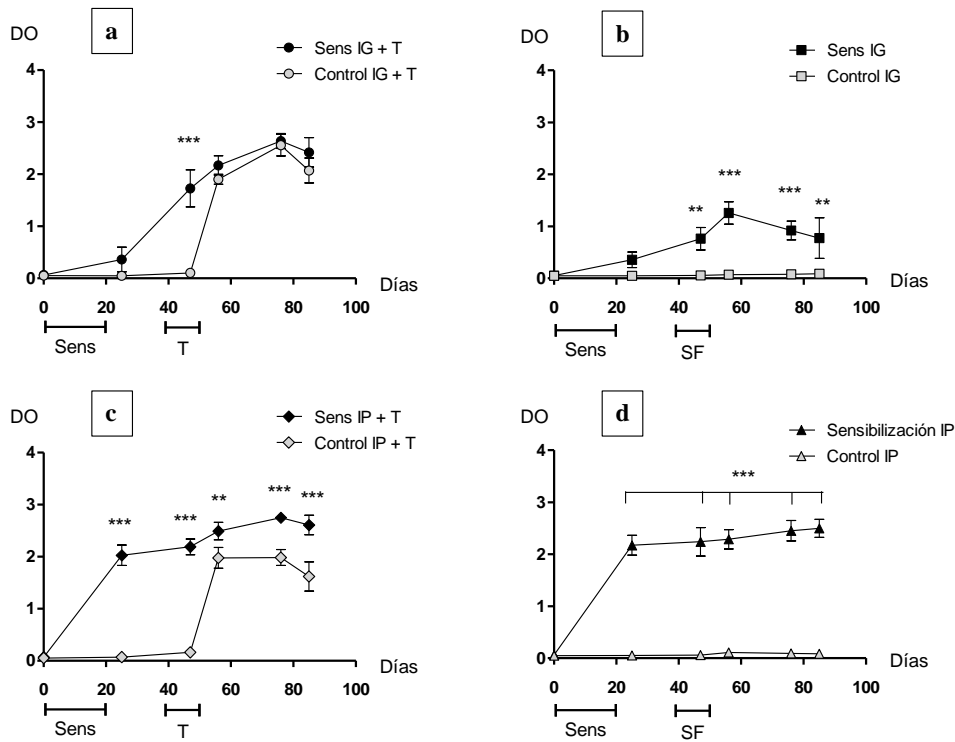 DO
a
Sens IG + T
Control IG + T
4
3
2
1
0
***
0 20 40 60 80 100
Días
Sens
T
DO
b
Sens IG
Control IG
4
3
2
1
0
** *** *** **
0 20 40 60 80 100
Días
Sens
SF
DO
c
Sens IP + T
Control IP + T
4
3
2
1
0
*** *** ** *** ***
0 20 40 60 80 100
Días
Sens
T
DO
d
Sensibilización IP
Control IP
4
3
2
1
0
***
0 20 40 60 80 100
Días
Sens
SF